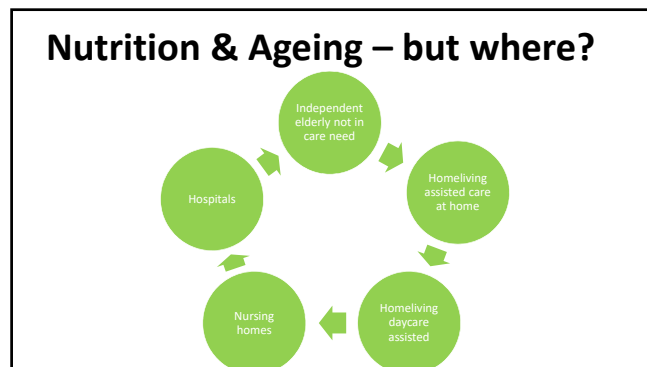 Nutrition & Ageing – but where?
Independent
elderly not in
care need
Homeliving
assisted care
at home
Homeliving
daycare
assisted
Nursing
homes
Hospitals